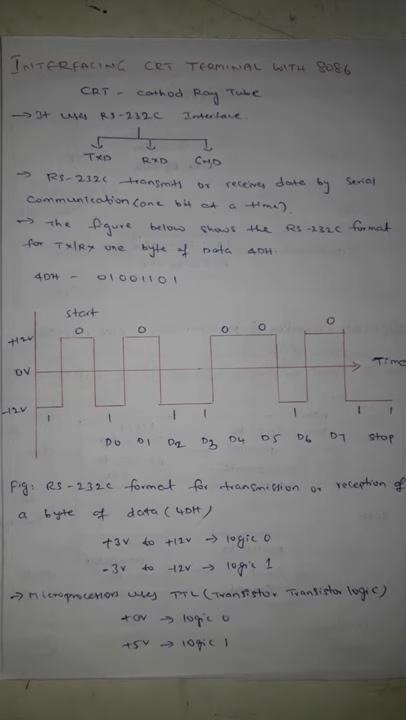 INTERFACING CRT TERMINAL WITH 8086
CRT - Cathod Ray Tube
→ It uses RS-232C Interface.
TXD RXD GND
→ RS-232C transmits or receives data by serial
Communication (one bit at a time).
→ The figure below shows the RS-232C format
for TX/RX one byte of Data 4DH.
4DH - 01001101
start
0 0 0 0 0
+12V
0V
Time
-12V
1 1 1 1 1 1 1
D0 D1 D2 D3 D4 D5 D6 D7 stop
Fig: RS-232C format for transmission or reception of
a byte of data (4DH)
+3V to +12V → logic 0
-3V to -12V → logic 1
→ Microprocessors uses TTL (Transistor Transistor logic)
+0V → logic 0
+5V → logic 1